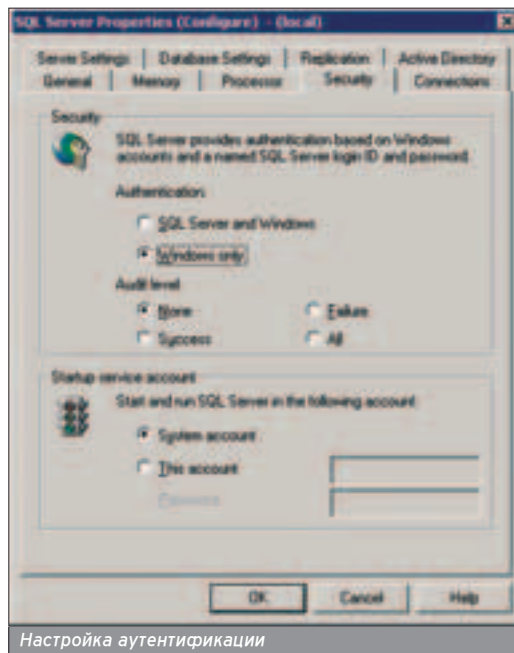 SQL Server Properties (Configure) - (local)
Server Settings Database Settings Replication Active Directory
General Memory Processor Security Connections
Security
SQL Server provides authentication based on Windows
accounts and a named SQL Server login ID and password.
Authentication:
SQL Server and Windows
Windows only
Audit level
None Failure
Success All
Startup service account
Start and run SQL Server in the following account
System account
This account
Password
OK Cancel Help
Настройка аутентификации